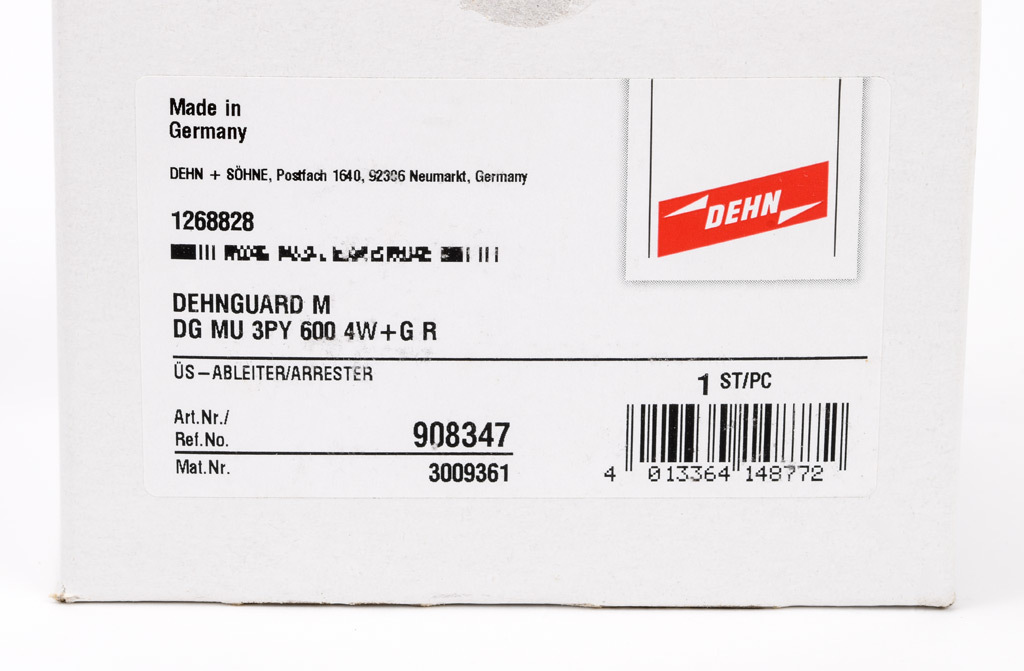 Made in
Germany
DEHN + SÖHNE, Postfach 1640, 92306 Neumarkt, Germany
1268828
DEHN
DEHNGUARD M
DG MU 3PY 600 4W+G R
ÜS-ABLEITER/ARRESTER
1 ST/PC
Art.Nr./
Ref.No. 908347
Mat.Nr. 3009361
4 013364 148772